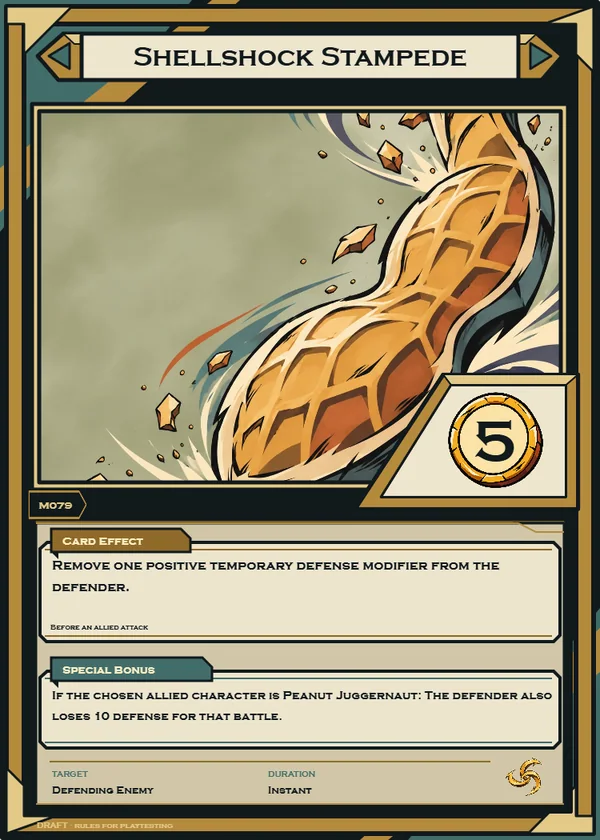 Shellshock Stampede
5
M079
Card Effect
Remove one positive temporary defense modifier from the
defender.
Before an allied attack
Special Bonus
If the chosen allied character is Peanut Juggernaut: The defender also
loses 10 defense for that battle.
Target
Duration
Defending Enemy
Instant
DRAFT · Rules for playtesting